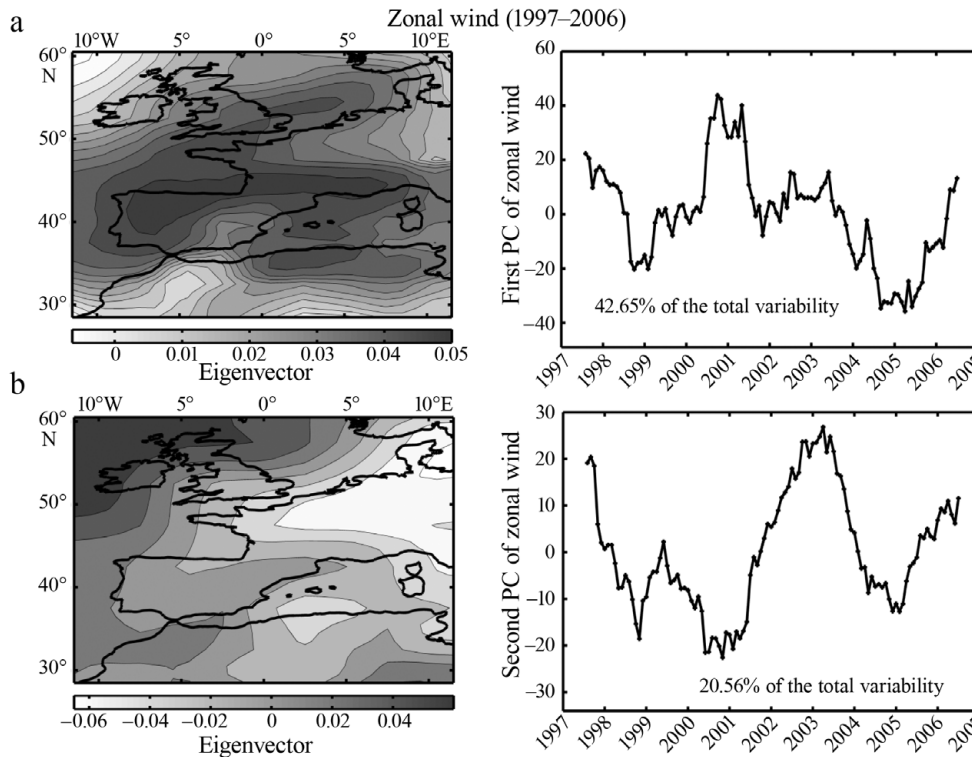 Zonal wind (1997–2006)
a
10°W 5° 0° 5° 10°E
60°
N
50°
40°
30°
0 0.01 0.02 0.03 0.04 0.05
Eigenvector
First PC of zonal wind
60
40
20
0
−20
−40
−60
42.65% of the total variability
1997 1998 1999 2000 2001 2002 2003 2004 2005 2006 2007
b
10°W 5° 0° 5° 10°E
60°
N
50°
40°
30°
−0.06 −0.04 −0.02 0 0.02 0.04
Eigenvector
Second PC of zonal wind
30
20
10
0
−10
−20
−30
20.56% of the total variability
1997 1998 1999 2000 2001 2002 2003 2004 2005 2006 2007